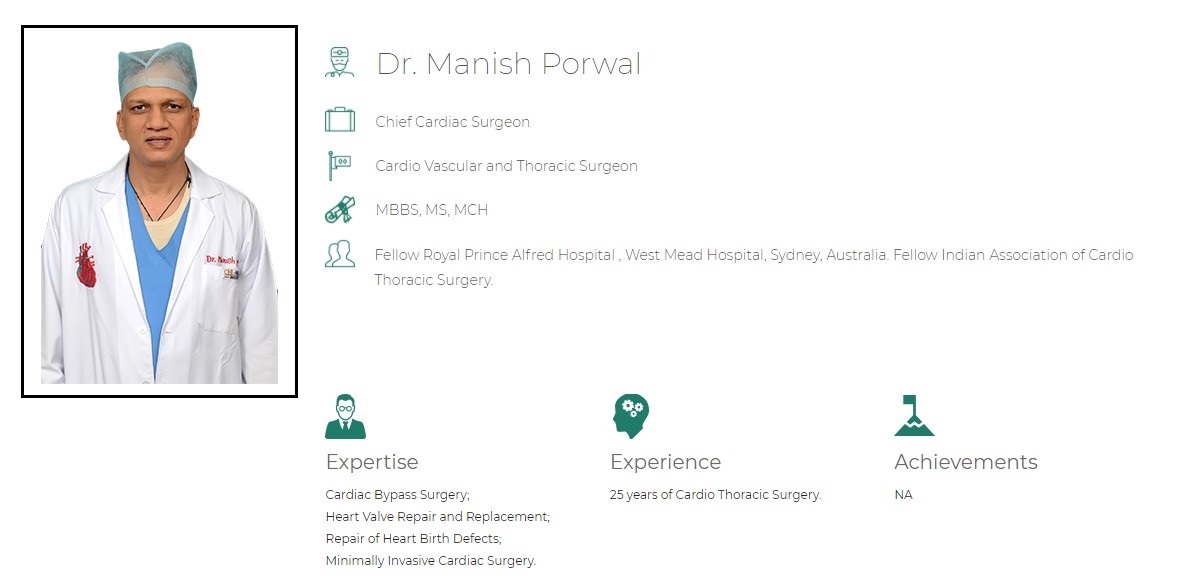 Dr. Manish Porwal
Chief Cardiac Surgeon
Cardio Vascular and Thoracic Surgeon
MBBS, MS, MCH
Fellow Royal Prince Alfred Hospital , West Mead Hospital, Sydney, Australia. Fellow Indian Association of Cardio
Thoracic Surgery.
Dr. Manish
Expertise
Cardiac Bypass Surgery;
Heart Valve Repair and Replacement;
Repair of Heart Birth Defects;
Minimally Invasive Cardiac Surgery.
Experience
25 years of Cardio Thoracic Surgery.
Achievements
NA